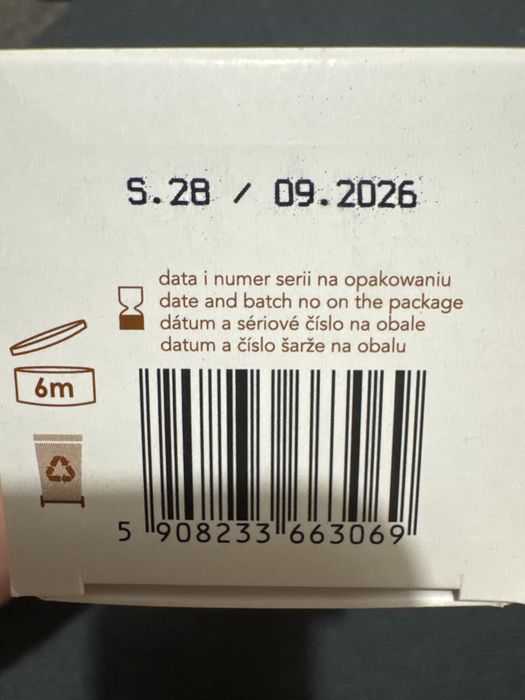 S.28 / 09.2026
data i numer serii na opakowaniu
date and batch no on the package
dátum a sériové číslo na obale
datum a číslo šarže na obalu
6m
5 908233 663069